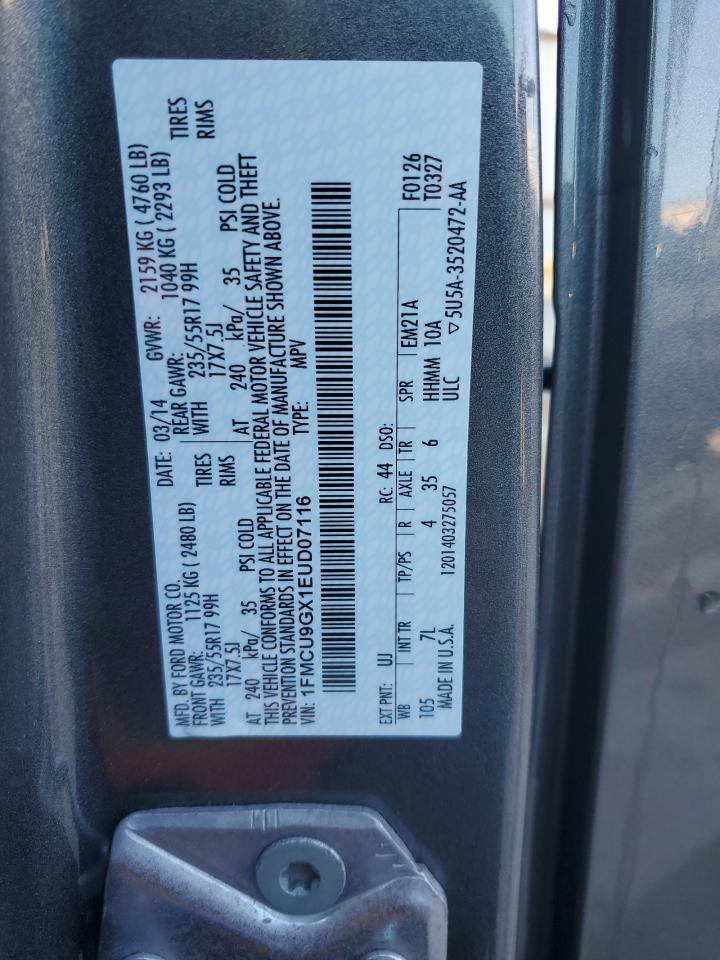 MFD. BY FORD MOTOR CO. DATE: 03/14 GVWR: 2159 KG ( 4760 LB)
FRONT GAWR: 1125 KG ( 2480 LB) REAR GAWR: 1040 KG ( 2293 LB)
WITH 235/55R17 99H TIRES WITH 235/55R17 99H TIRES
17X7.5J RIMS 17X7.5J RIMS
AT 240 kPa/ 35 PSI COLD AT 240 kPa/ 35 PSI COLD
THIS VEHICLE CONFORMS TO ALL APPLICABLE FEDERAL MOTOR VEHICLE SAFETY AND THEFT
PREVENTION STANDARDS IN EFFECT ON THE DATE OF MANUFACTURE SHOWN ABOVE.
VIN: 1FMCU9GX1EUD07116 TYPE: MPV
EXT PNT: UJ RC: 44 DSO: F0126
WB INT TR TP/PS R AXLE TR SPR EM21A T0327
105 7L 4 35 6 HHMM 10A
MADE IN U.S.A. 1201403275057 ULC ▽5U5A-3520472-AA